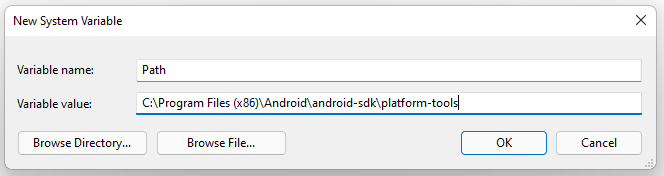 New System Variable
Variable name: Path
Variable value: C:\Program Files (x86)\Android\android-sdk\platform-tools
Browse Directory... Browse File... OK Cancel